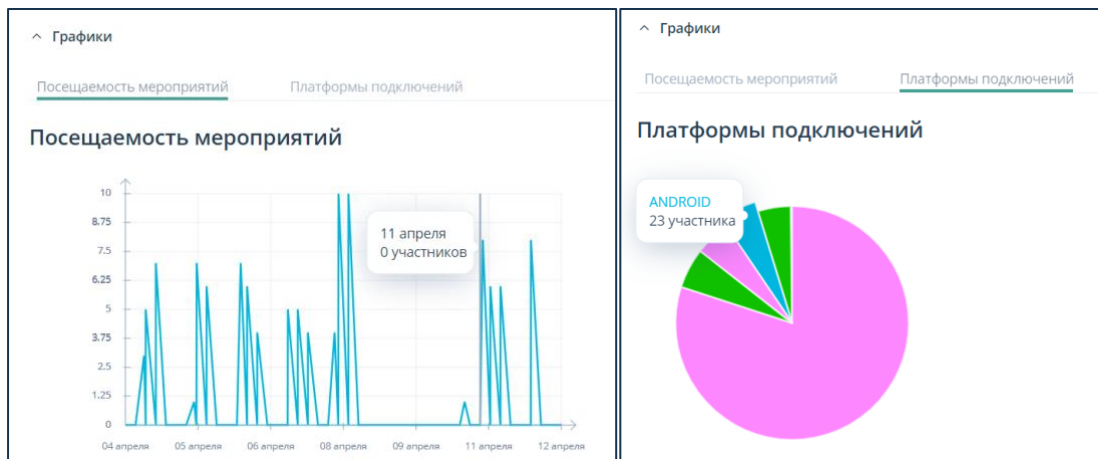 Графики
Посещаемость мероприятий
Платформы подключений
Посещаемость мероприятий
10
8.75
7.5
6.25
5
3.75
2.5
1.25
0
11 апреля
0 участников
04 апреля
05 апреля
06 апреля
08 апреля
09 апреля
11 апреля
12 апреля
Графики
Посещаемость мероприятий
Платформы подключений
Платформы подключений
ANDROID
23 участника